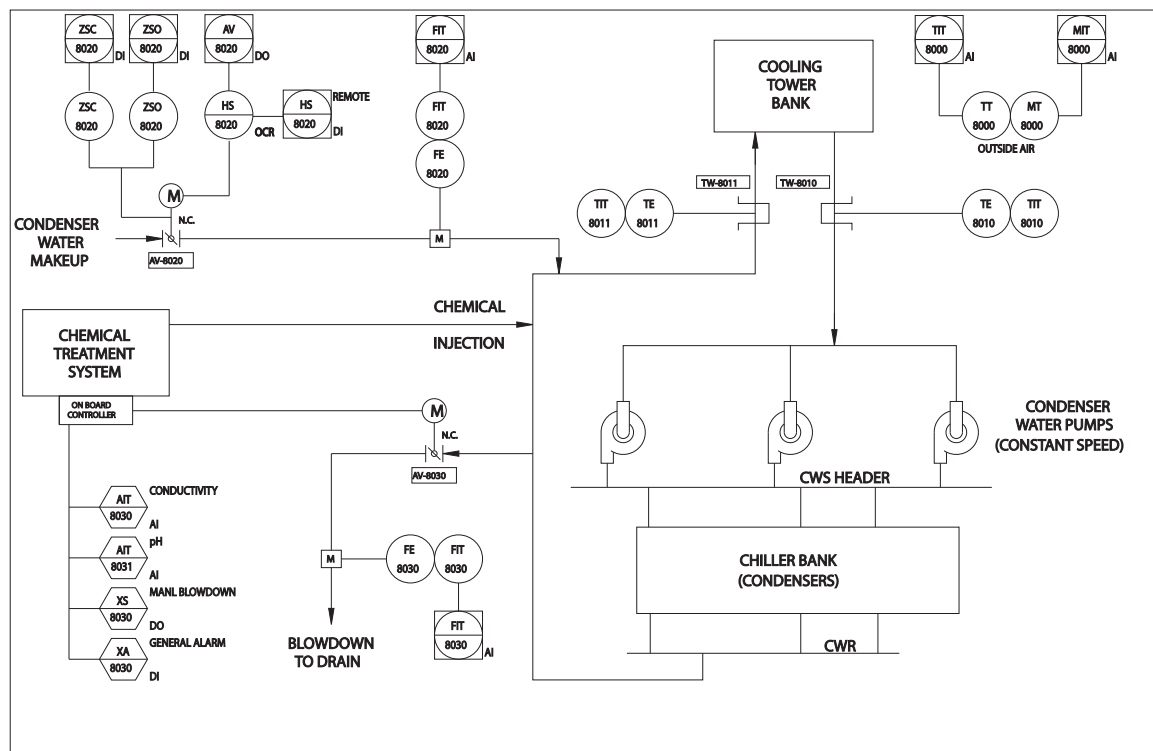 ZSC
8020
DI
ZSO
8020
DI
AV
8020
DO
FIT
8020
AI
TIT
8000
AI
MIT
8000
AI
COOLING
TOWER
BANK
ZSC
8020
ZSO
8020
HS
8020
OCR
HS
8020
REMOTE
DI
FIT
8020
FE
8020
TT
8000
MT
8000
OUTSIDE AIR
M
N.C.
CONDENSER
WATER
MAKEUP
AV-8020
M
TW-8011
TW-8010
TIT
8011
TE
8011
TE
8010
TIT
8010
CHEMICAL
INJECTION
CHEMICAL
TREATMENT
SYSTEM
ON BOARD
CONTROLLER
M
N.C.
AV-8030
CONDENSER
WATER PUMPS
(CONSTANT SPEED)
CWS HEADER
CHILLER BANK
(CONDENSERS)
CWR
AIT
8030
CONDUCTIVITY
AI
AIT
8031
pH
AI
XS
8030
MANL BLOWDOWN
DO
XA
8030
GENERAL ALARM
DI
M
FE
8030
FIT
8030
FIT
8030
AI
BLOWDOWN
TO DRAIN